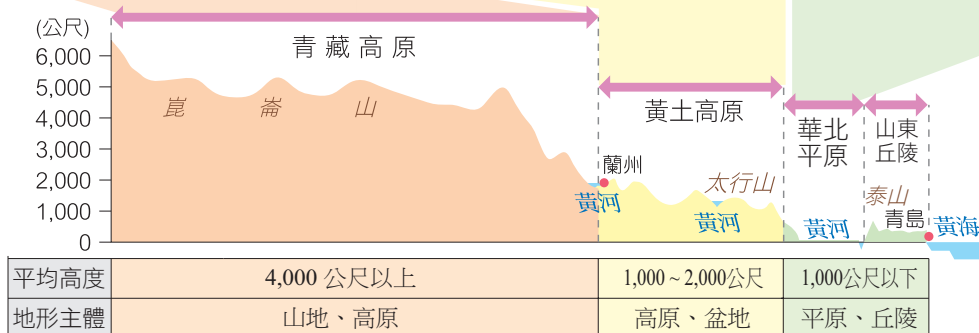 (公尺)
6,000
5,000
4,000
3,000
2,000
1,000
0
青藏高原
崑崙山
黃土高原
華北
平原
山東
丘陵
蘭州
太行山
泰山
青島
黃河
黃河
黃河
黃海
平均高度 4,000 公尺以上 1,000 ~ 2,000公尺 1,000公尺以下
地形主體 山地、高原 高原、盆地 平原、丘陵